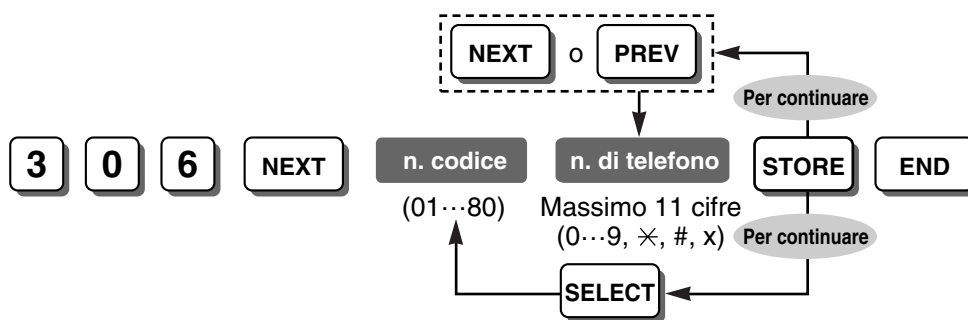 NEXT o PREV
Per continuare
3 0 6 NEXT n. codice n. di telefono STORE END
(01···80) Massimo 11 cifre
(0···9, ✳, #, x) Per continuare
SELECT